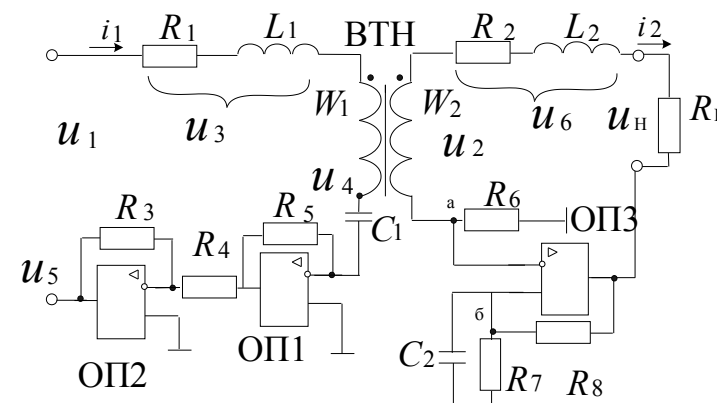 i1 R1 L1 ВТН R2 L2 i2
W1 W2
u1 u3 u2 u6 uн
u4 а R6 ОП3
R3 R4 R5 C1
u5
б
ОП2 ОП1 C2 R7 R8